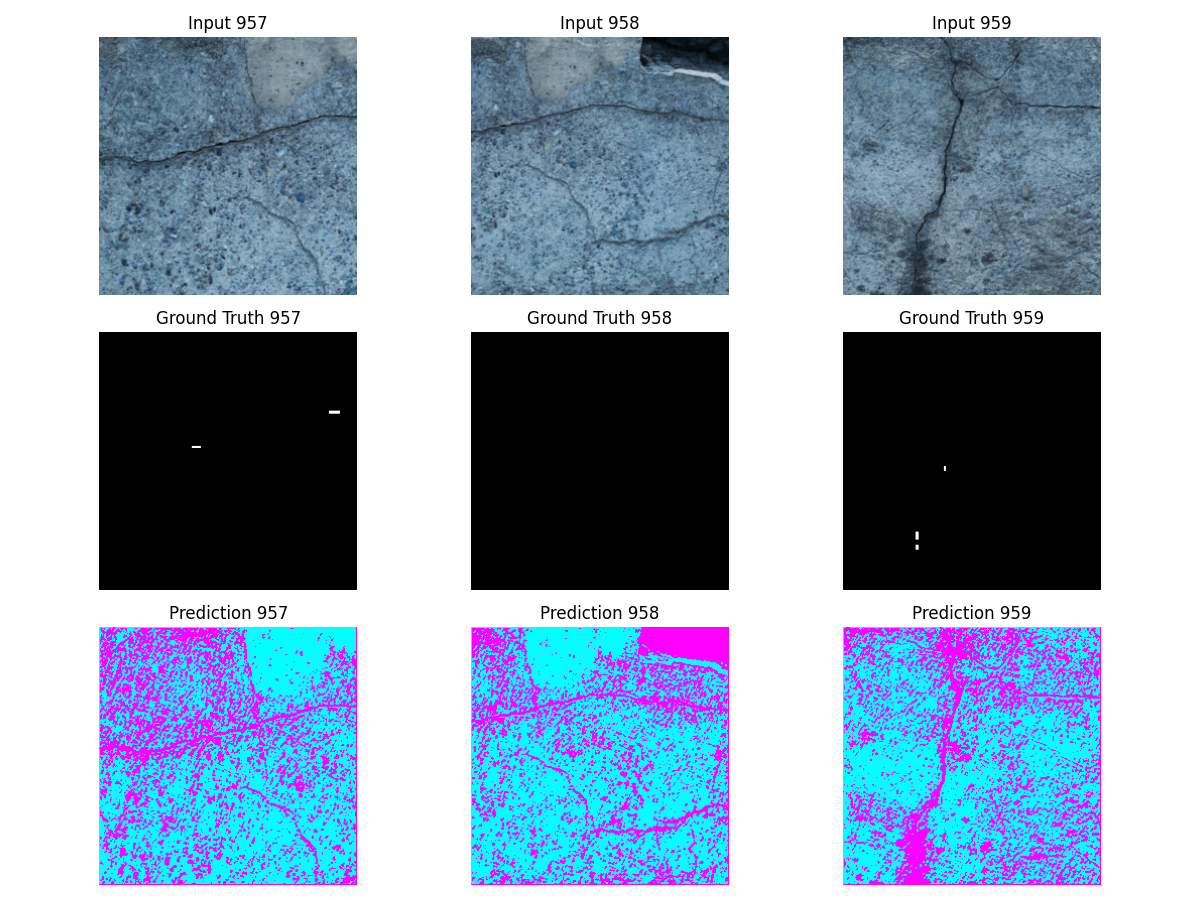 Input 957
Input 958
Input 959
Ground Truth 957
Ground Truth 958
Ground Truth 959
Prediction 957
Prediction 958
Prediction 959